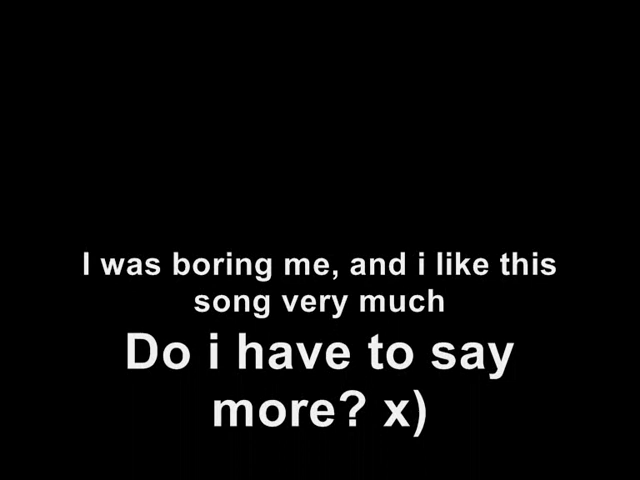 I was boring me, and i like this
song very much
Do i have to say
more? x)